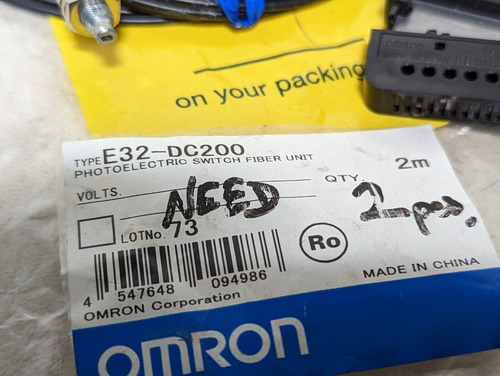 OMRON
on your packing
TYPE E32-DC200
PHOTOELECTRIC SWITCH FIBER UNIT
2m
VOLTS.
QTY.
NEED
2 pcs.
LOTNo. 73
Ro
4 547648 094986
MADE IN CHINA
OMRON Corporation
OMRON